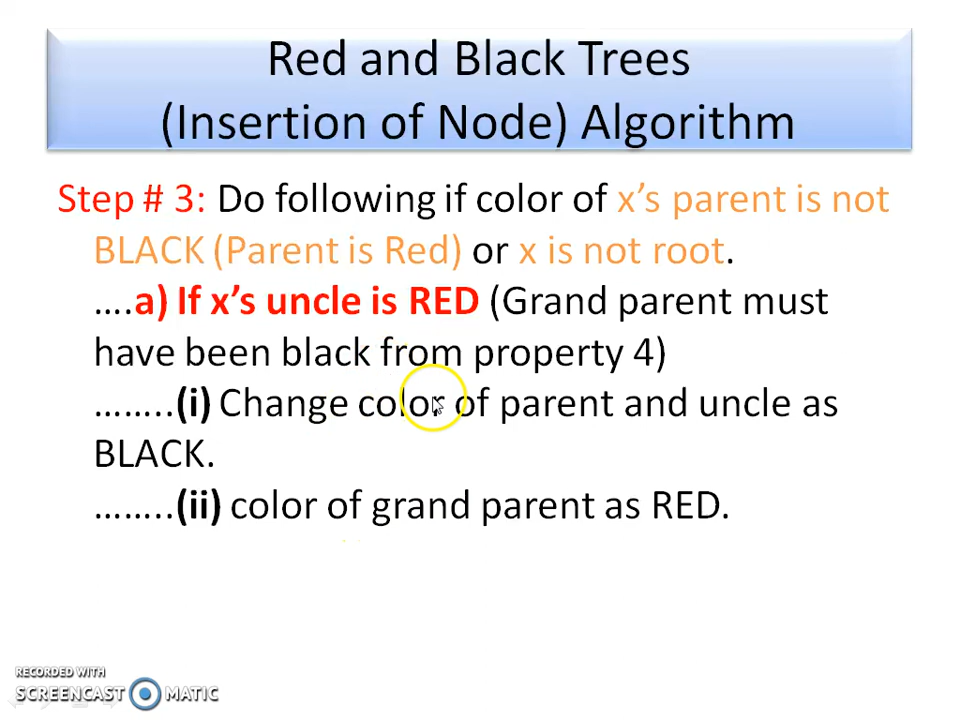 Red and Black Trees
(Insertion of Node) Algorithm
Step # 3: Do following if color of x’s parent is not
BLACK (Parent is Red) or x is not root.
….a) If x’s uncle is RED (Grand parent must
have been black from property 4)
……..(i) Change color of parent and uncle as
BLACK.
……..(ii) color of grand parent as RED.
RECORDED WITH
SCREENCAST MATIC